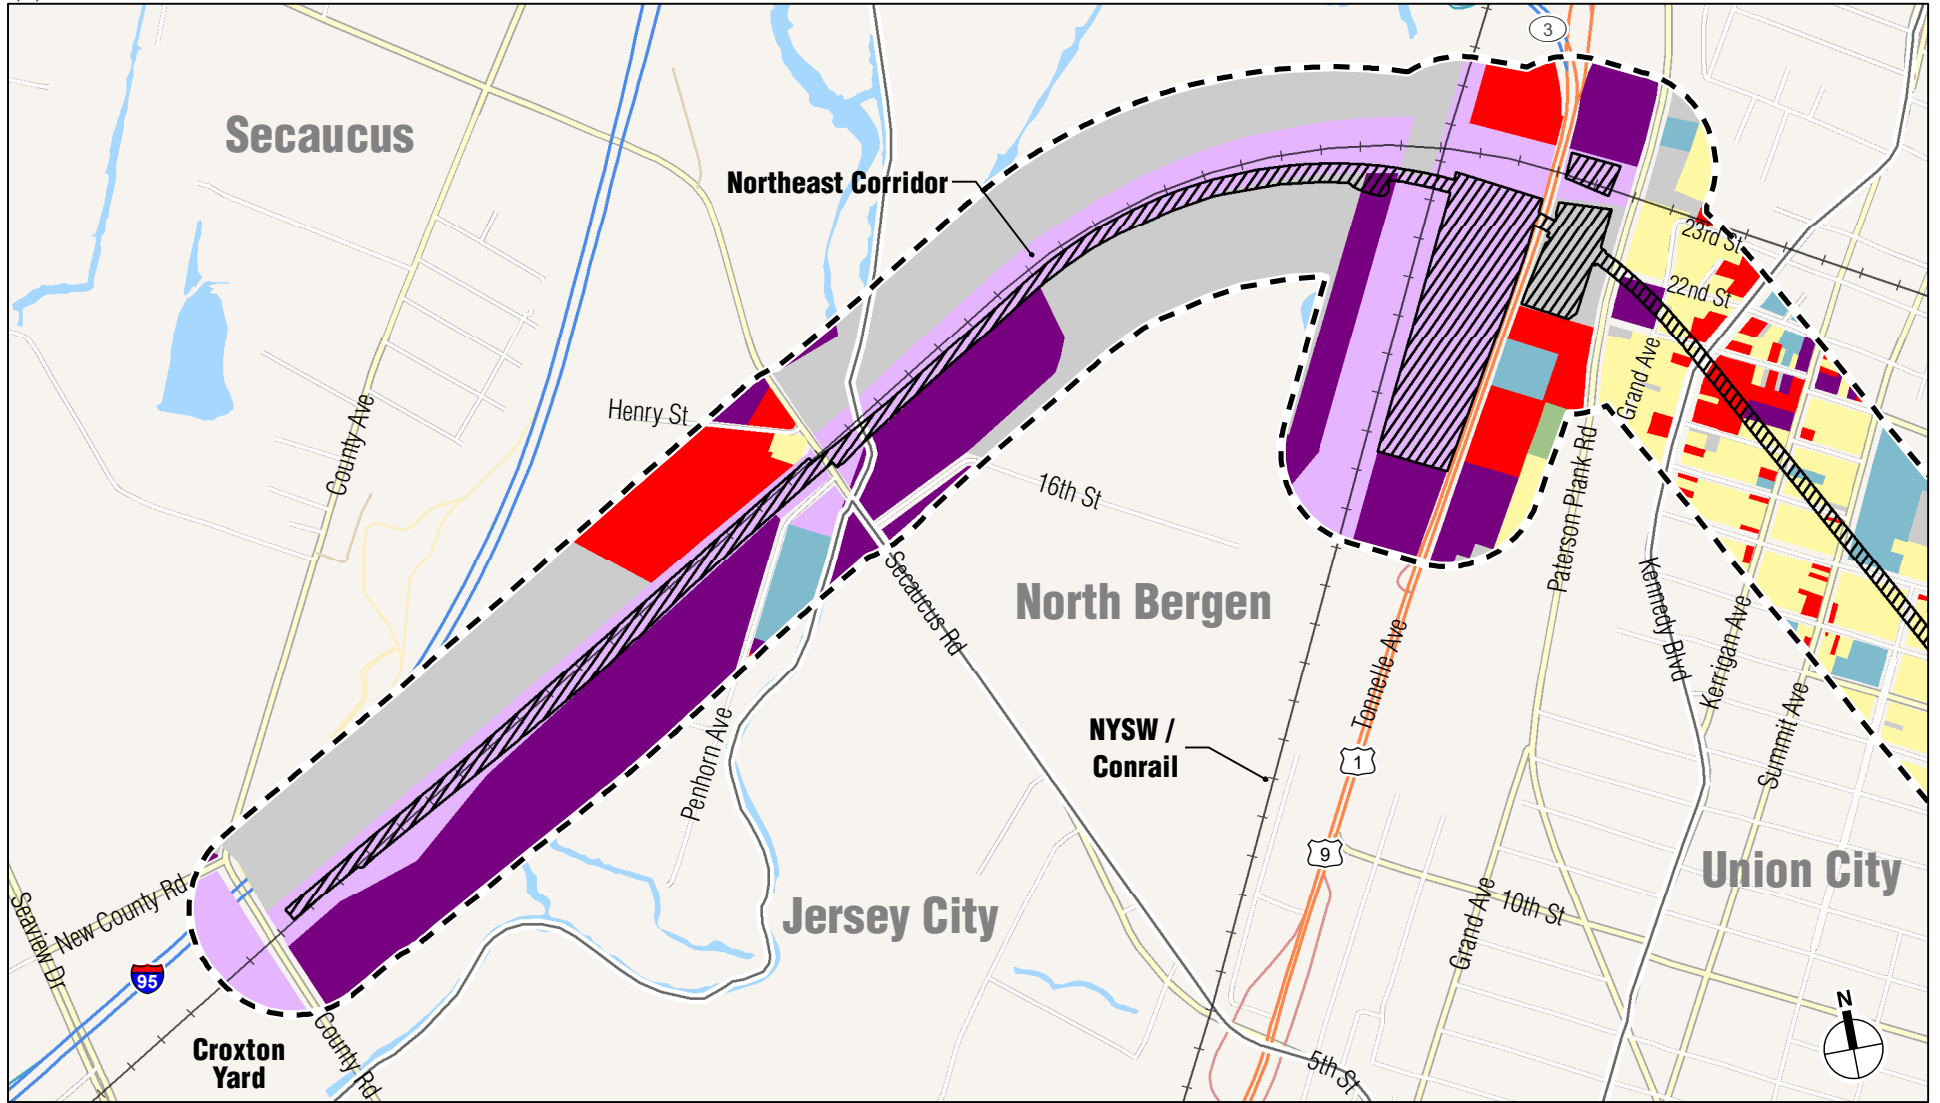 3
Secaucus
Northeast Corridor
23rd St
22nd St
Grand Ave
Henry St
County Ave
16th St
Paterson Plank Rd
Secaucus Rd
North Bergen
Kennedy Blvd
Kerrigan Ave
Summit Ave
Tonnelle Ave
Penhorn Ave
NYSW /
Conrail
1
9
Union City
New County Rd
Seaview Dr
95
Jersey City
Grand Ave
10th St
N
Croxton
Yard
County Rd
5th St